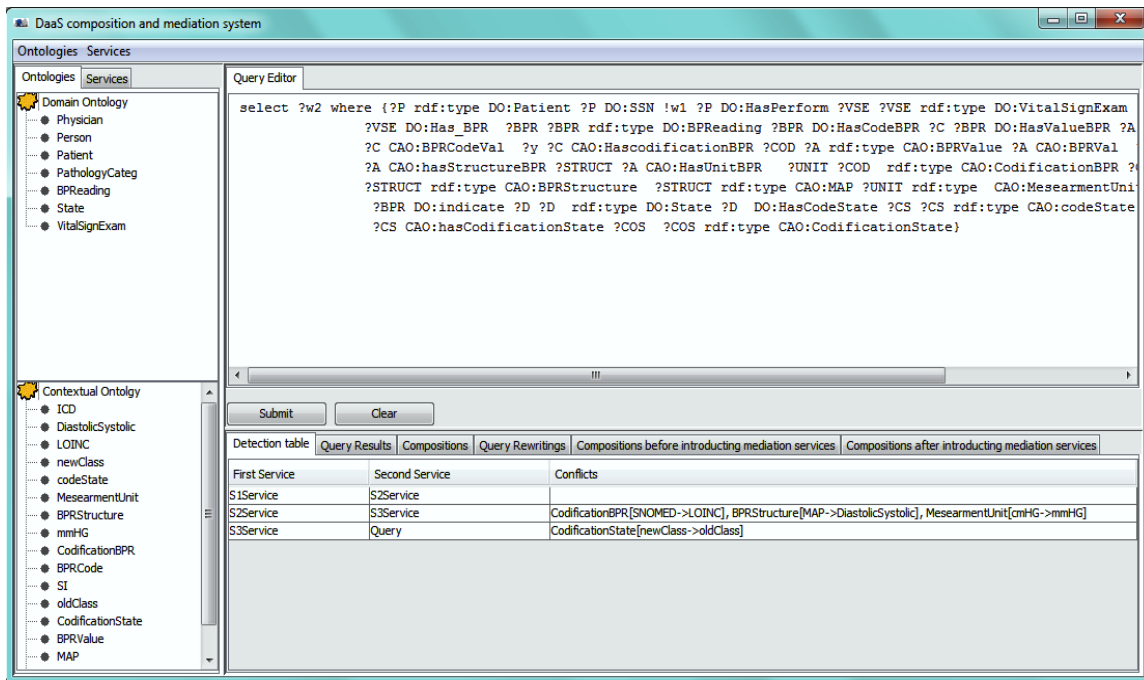 DaaS composition and mediation system
Ontologies Services
Ontologies Services
Domain Ontology
Physician
Person
Patient
PathologyCateg
BPReading
State
VitalSignExam
Contextual Ontolgy
ICD
DiastolicSystolic
LOINC
newClass
codeState
MesearmentUnit
BPRStructure
mmHG
CodificationBPR
BPRCode
SI
oldClass
CodificationState
BPRValue
MAP
Query Editor
select ?w2 where {?P rdf:type DO:Patient ?P DO:SSN !w1 ?P DO:HasPerform ?VSE ?VSE rdf:type DO:VitalSignExam
?VSE DO:Has_BPR ?BPR ?BPR rdf:type DO:BPReading ?BPR DO:HasCodeBPR ?C ?BPR DO:HasValueBPR ?A
?C CAO:BPRCodeVal ?y ?C CAO:HascodificationBPR ?COD ?A rdf:type CAO:BPRValue ?A CAO:BPRVal
?A CAO:hasStructureBPR ?STRUCT ?A CAO:HasUnitBPR ?UNIT ?COD rdf:type CAO:CodificationBPR
?STRUCT rdf:type CAO:BPRStructure ?STRUCT rdf:type CAO:MAP ?UNIT rdf:type CAO:MesearmentUni
?BPR DO:indicate ?D ?D rdf:type DO:State ?D DO:HasCodeState ?CS ?CS rdf:type CAO:codeState
?CS CAO:hasCodificationState ?COS ?COS rdf:type CAO:CodificationState}
Submit Clear
Detection table Query Results Compositions Query Rewritings Compositions before introducting mediation services Compositions after introducting mediation services
First Service Second Service Conflicts
S1Service S2Service
S2Service S3Service CodificationBPR[SNOMED->LOINC], BPRStructure[MAP->DiastolicSystolic], MesearmentUnit[cmHG->mmHG]
S3Service Query CodificationState[newClass->oldClass]